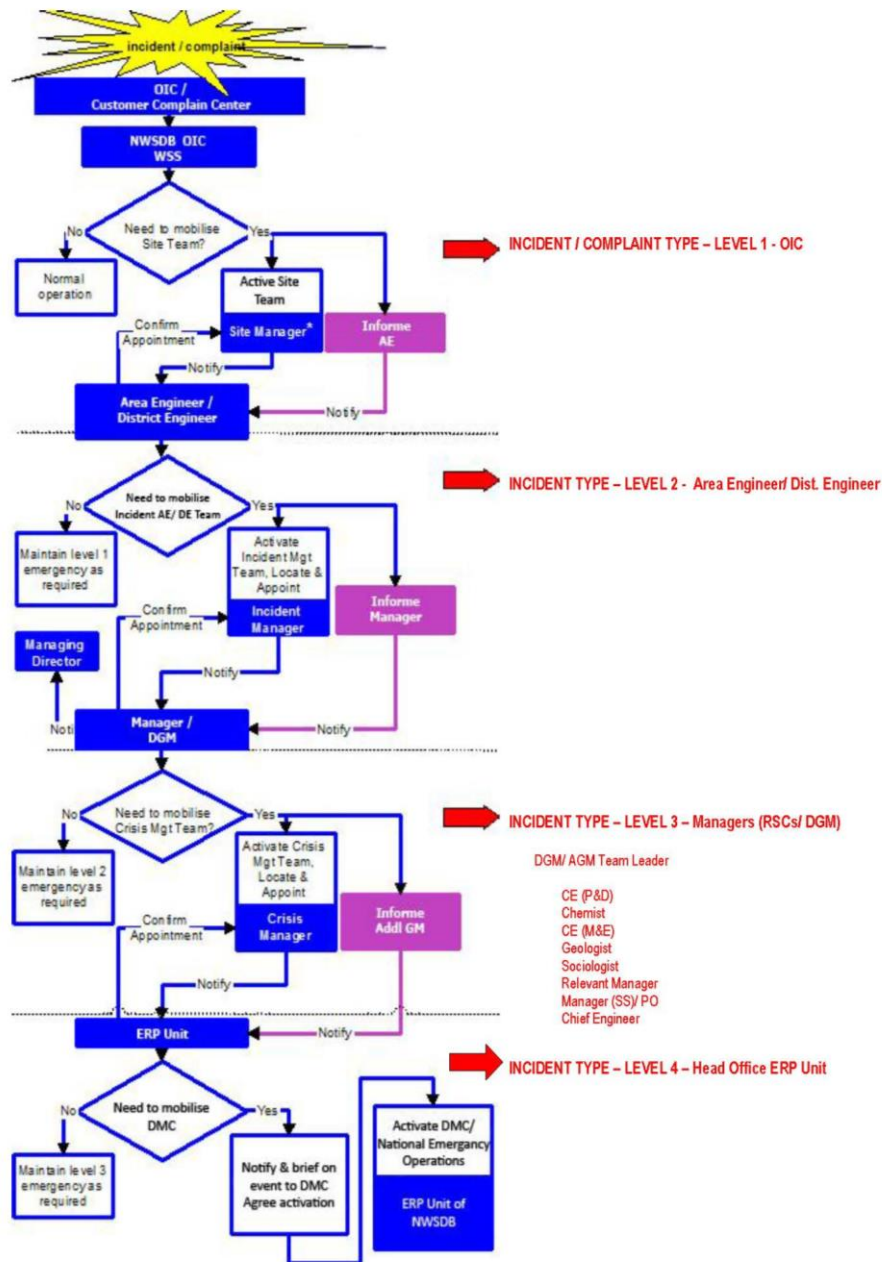 incident / complaint
OIC /
Customer Complain Center
NWSDB OIC
WSS
Need to mobilise
Site Team?
No
Yes
INCIDENT / COMPLAINT TYPE – LEVEL 1 - OIC
Normal
operation
Active Site
Team
Site Manager*
Informe
AE
Confirm
Appointment
Notify
Area Engineer /
District Engineer
Notify
INCIDENT TYPE – LEVEL 2 - Area Engineer/ Dist. Engineer
Need to mobilise
Incident AE/ DE Team
No
Yes
Maintain level 1
emergency as
required
Activate
Incident Mgt
Team, Locate &
Appoint
Incident
Manager
Informe
Manager
Confirm
Appointment
Managing
Director
Notify
Noti
Manager /
DGM
Notify
Need to mobilise
Crisis Mgt Team?
No
Yes
INCIDENT TYPE – LEVEL 3 – Managers (RSCs/ DGM)
DGM/ AGM Team Leader
CE (P&D)
Chemist
CE (M&E)
Geologist
Sociologist
Relevant Manager
Manager (SS)/ PO
Chief Engineer
Maintain level 2
emergency as
required
Activate Crisis
Mgt Team,
Locate &
Appoint
Crisis
Manager
Informe
Addl GM
Confirm
Appointment
Notify
ERP Unit
Notify
INCIDENT TYPE – LEVEL 4 – Head Office ERP Unit
Need to mobilise
DMC
No
Yes
Maintain level 3
emergency as
required
Notify & brief on
event to DMC
Agree activation
Activate DMC/
National Emergancy
Operations
ERP Unit of
NWSDB